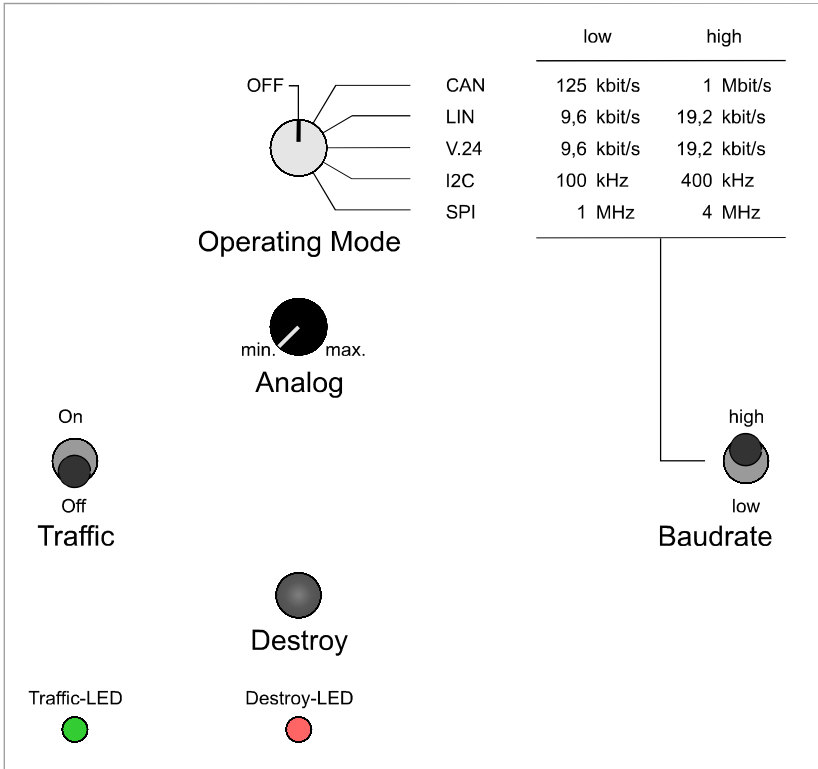 low high
OFF CAN 125 kbit/s 1 Mbit/s
LIN 9,6 kbit/s 19,2 kbit/s
V.24 9,6 kbit/s 19,2 kbit/s
I2C 100 kHz 400 kHz
SPI 1 MHz 4 MHz
Operating Mode
min. max.
Analog
On high
Off low
Traffic Baudrate
Destroy
Traffic-LED Destroy-LED